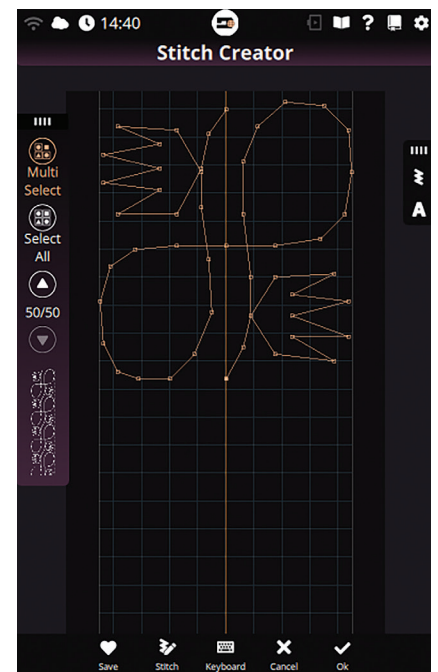 14:40
?
Stitch Creator
Multi
Select
Select
All
50/50
A
Save Stitch Keyboard Cancel Ok